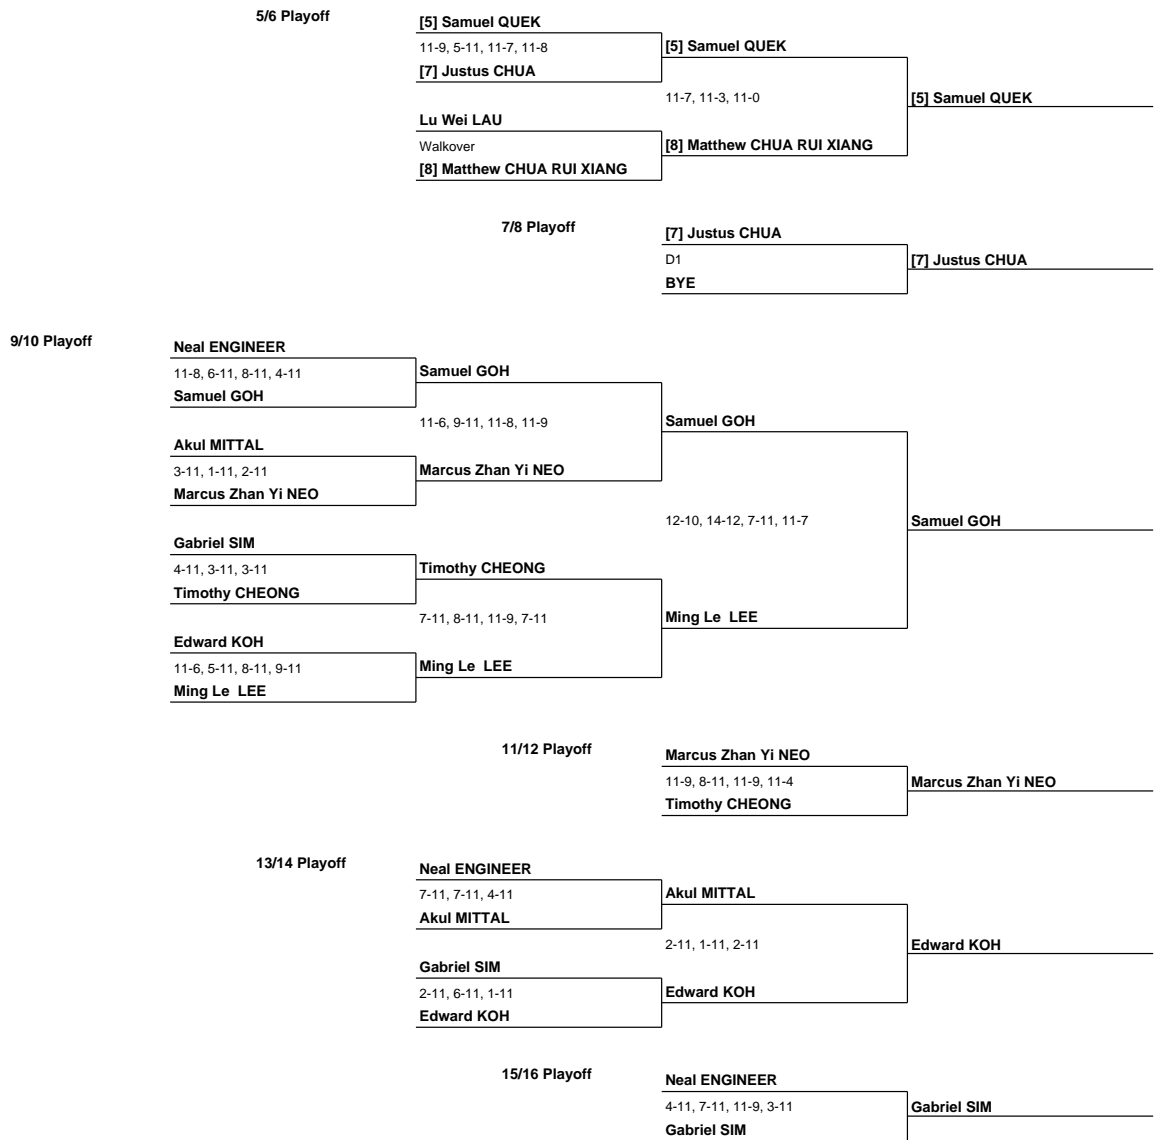 5/6 Playoff
[5] Samuel QUEK
11-9, 5-11, 11-7, 11-8
[5] Samuel QUEK
[7] Justus CHUA
11-7, 11-3, 11-0
[5] Samuel QUEK
Lu Wei LAU
Walkover
[8] Matthew CHUA RUI XIANG
[8] Matthew CHUA RUI XIANG
7/8 Playoff
[7] Justus CHUA
D1
[7] Justus CHUA
BYE
9/10 Playoff
Neal ENGINEER
11-8, 6-11, 8-11, 4-11
Samuel GOH
Samuel GOH
11-6, 9-11, 11-8, 11-9
Samuel GOH
Akul MITTAL
3-11, 1-11, 2-11
Marcus Zhan Yi NEO
Marcus Zhan Yi NEO
12-10, 14-12, 7-11, 11-7
Samuel GOH
Gabriel SIM
4-11, 3-11, 3-11
Timothy CHEONG
Timothy CHEONG
7-11, 8-11, 11-9, 7-11
Ming Le  LEE
Edward KOH
11-6, 5-11, 8-11, 9-11
Ming Le  LEE
Ming Le  LEE
11/12 Playoff
Marcus Zhan Yi NEO
11-9, 8-11, 11-9, 11-4
Marcus Zhan Yi NEO
Timothy CHEONG
13/14 Playoff
Neal ENGINEER
7-11, 7-11, 4-11
Akul MITTAL
Akul MITTAL
2-11, 1-11, 2-11
Edward KOH
Gabriel SIM
2-11, 6-11, 1-11
Edward KOH
Edward KOH
15/16 Playoff
Neal ENGINEER
4-11, 7-11, 11-9, 3-11
Gabriel SIM
Gabriel SIM